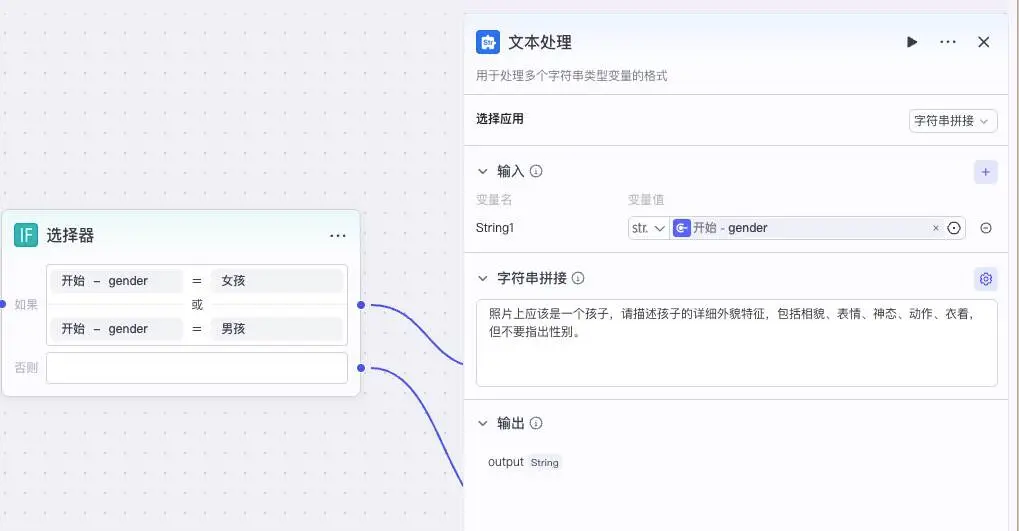 选择器
如果
开始 - gender = 女孩
或
开始 - gender = 男孩
否则
Str
文本处理
用于处理多个字符串类型变量的格式
选择应用
字符串拼接
输入
变量名 变量值
String1 str. 开始 - gender
字符串拼接
照片上应该是一个孩子，请描述孩子的详细外貌特征，包括相貌、表情、神态、动作、衣着，
但不要指出性别。
输出
output String